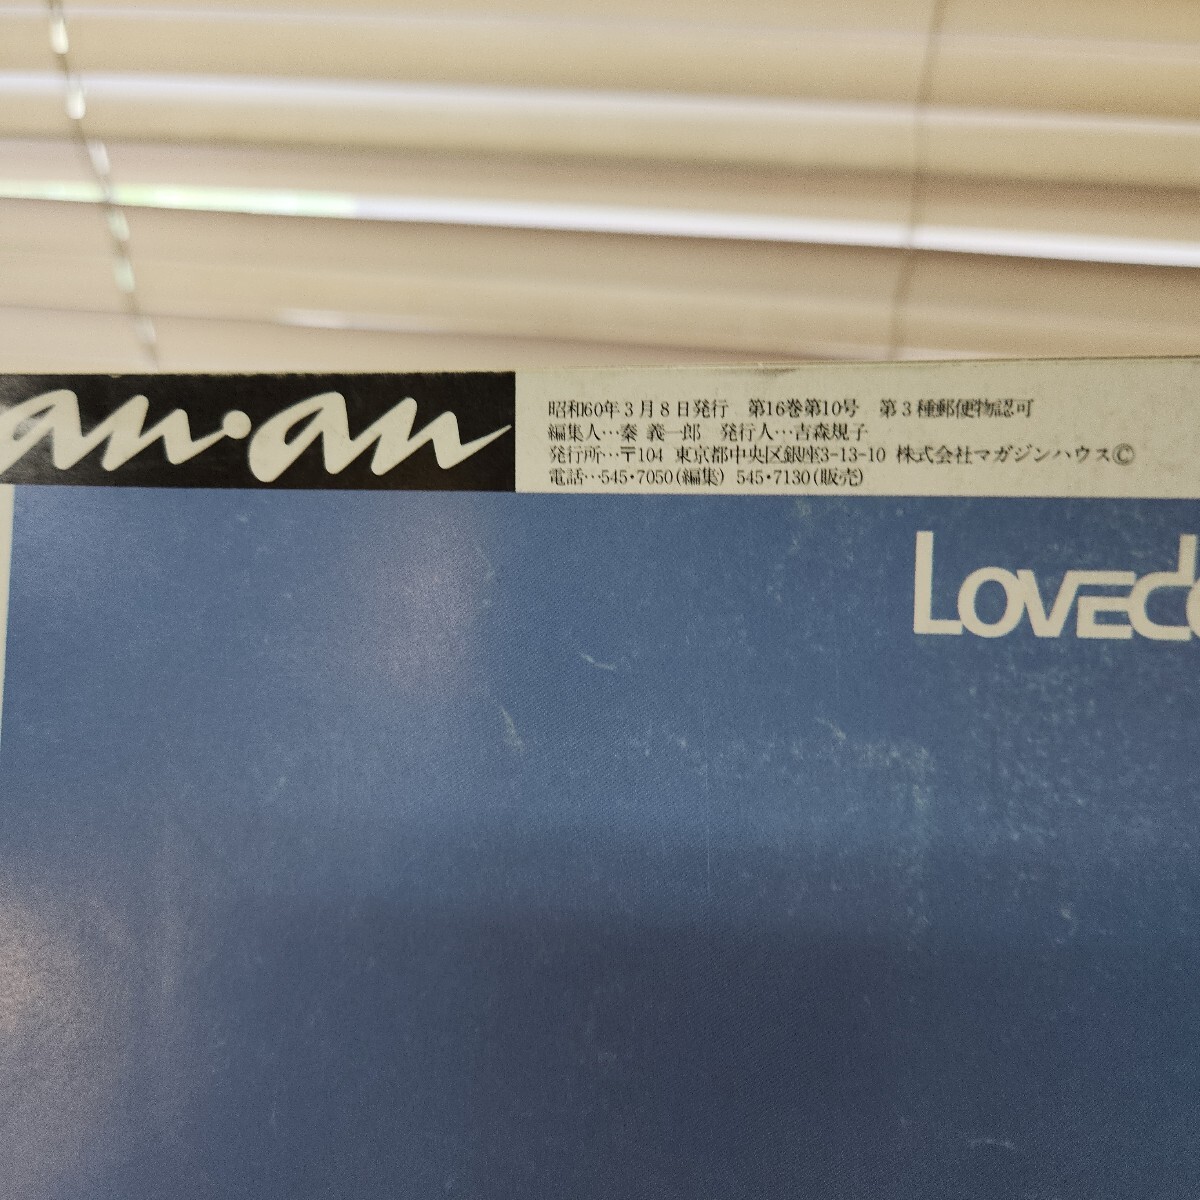 an・an
昭和60年3月8日発行 第16巻第10号 第3種郵便物認可
編集人…秦 義一郎 発行人…吉森規子
発行所…〒104 東京都中央区銀座3-13-10 株式会社マガジンハウス©
電話…545・7050(編集) 545・7130(販売)